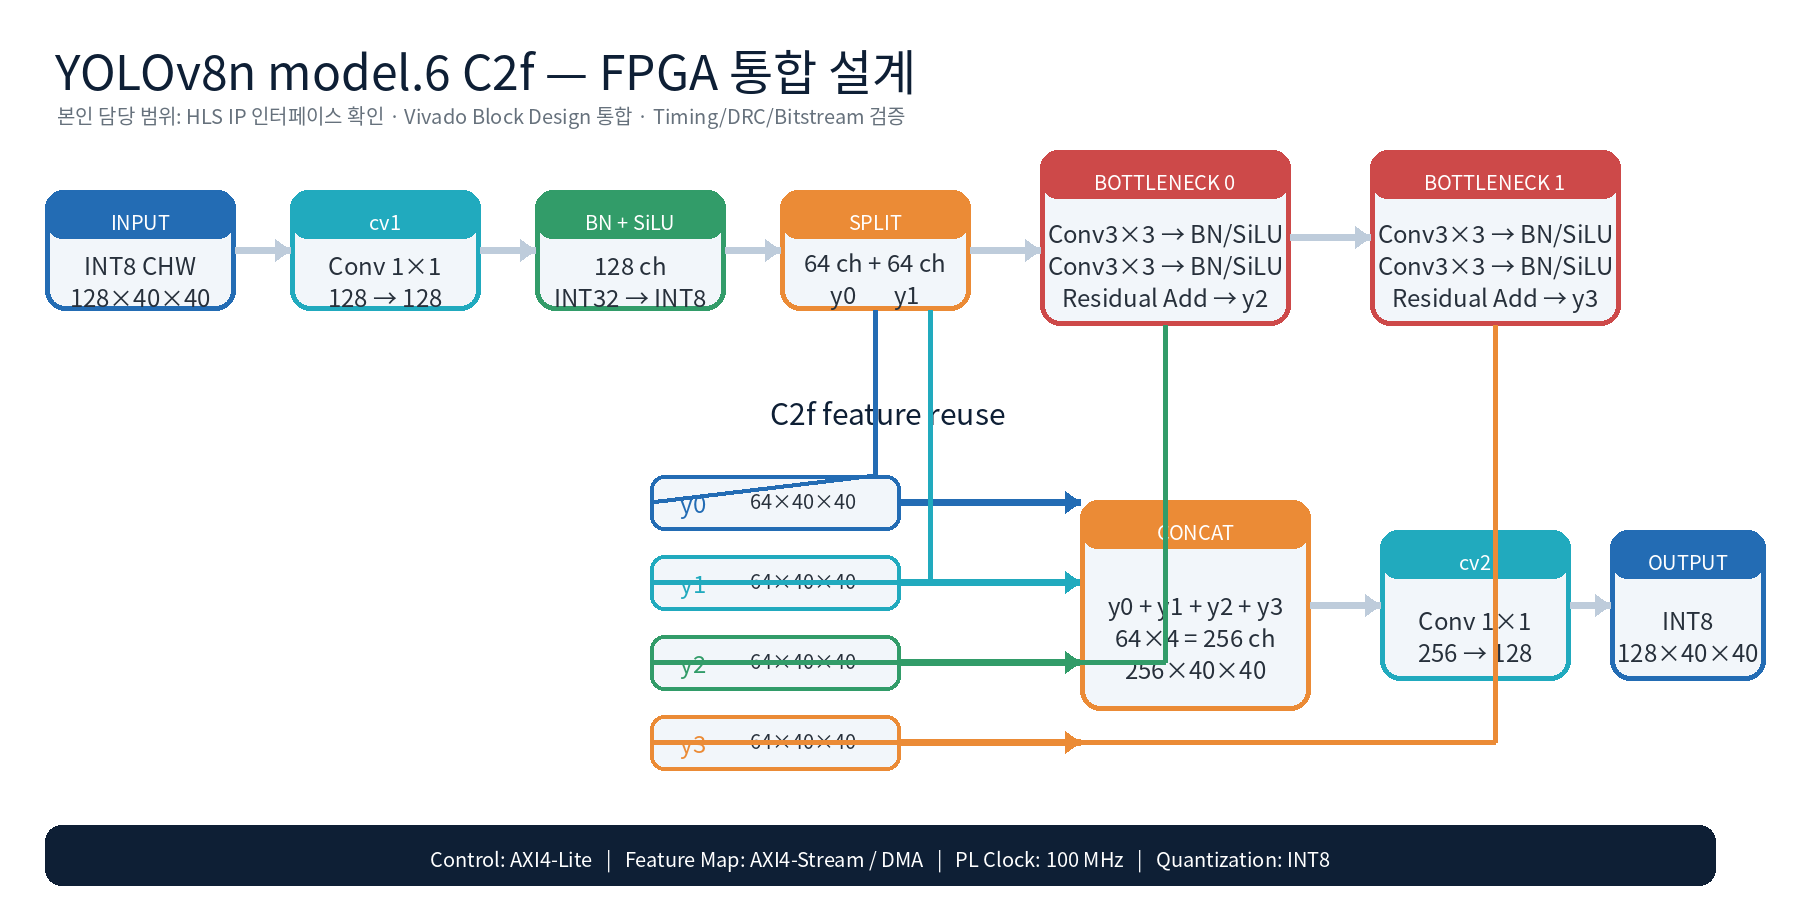 YOLOv8n model.6 C2f — FPGA 통합 설계
본인 담당 범위: HLS IP 인터페이스 확인 · Vivado Block Design 통합 · Timing/DRC/Bitstream 검증
INPUT
INT8 CHW
128×40×40
cv1
Conv 1×1
128 → 128
BN + SiLU
128 ch
INT32 → INT8
SPLIT
64 ch + 64 ch
y0 y1
BOTTLENECK 0
Conv3×3 → BN/SiLU
Conv3×3 → BN/SiLU
Residual Add → y2
BOTTLENECK 1
Conv3×3 → BN/SiLU
Conv3×3 → BN/SiLU
Residual Add → y3
C2f feature reuse
y0 64×40×40
y1 64×40×40
y2 64×40×40
y3 64×40×40
CONCAT
y0 + y1 + y2 + y3
64 × 4 = 256 ch
256×40×40
cv2
Conv 1×1
256 → 128
OUTPUT
INT8
128×40×40
Control: AXI4-Lite | Feature Map: AXI4-Stream / DMA | PL Clock: 100 MHz | Quantization: INT8